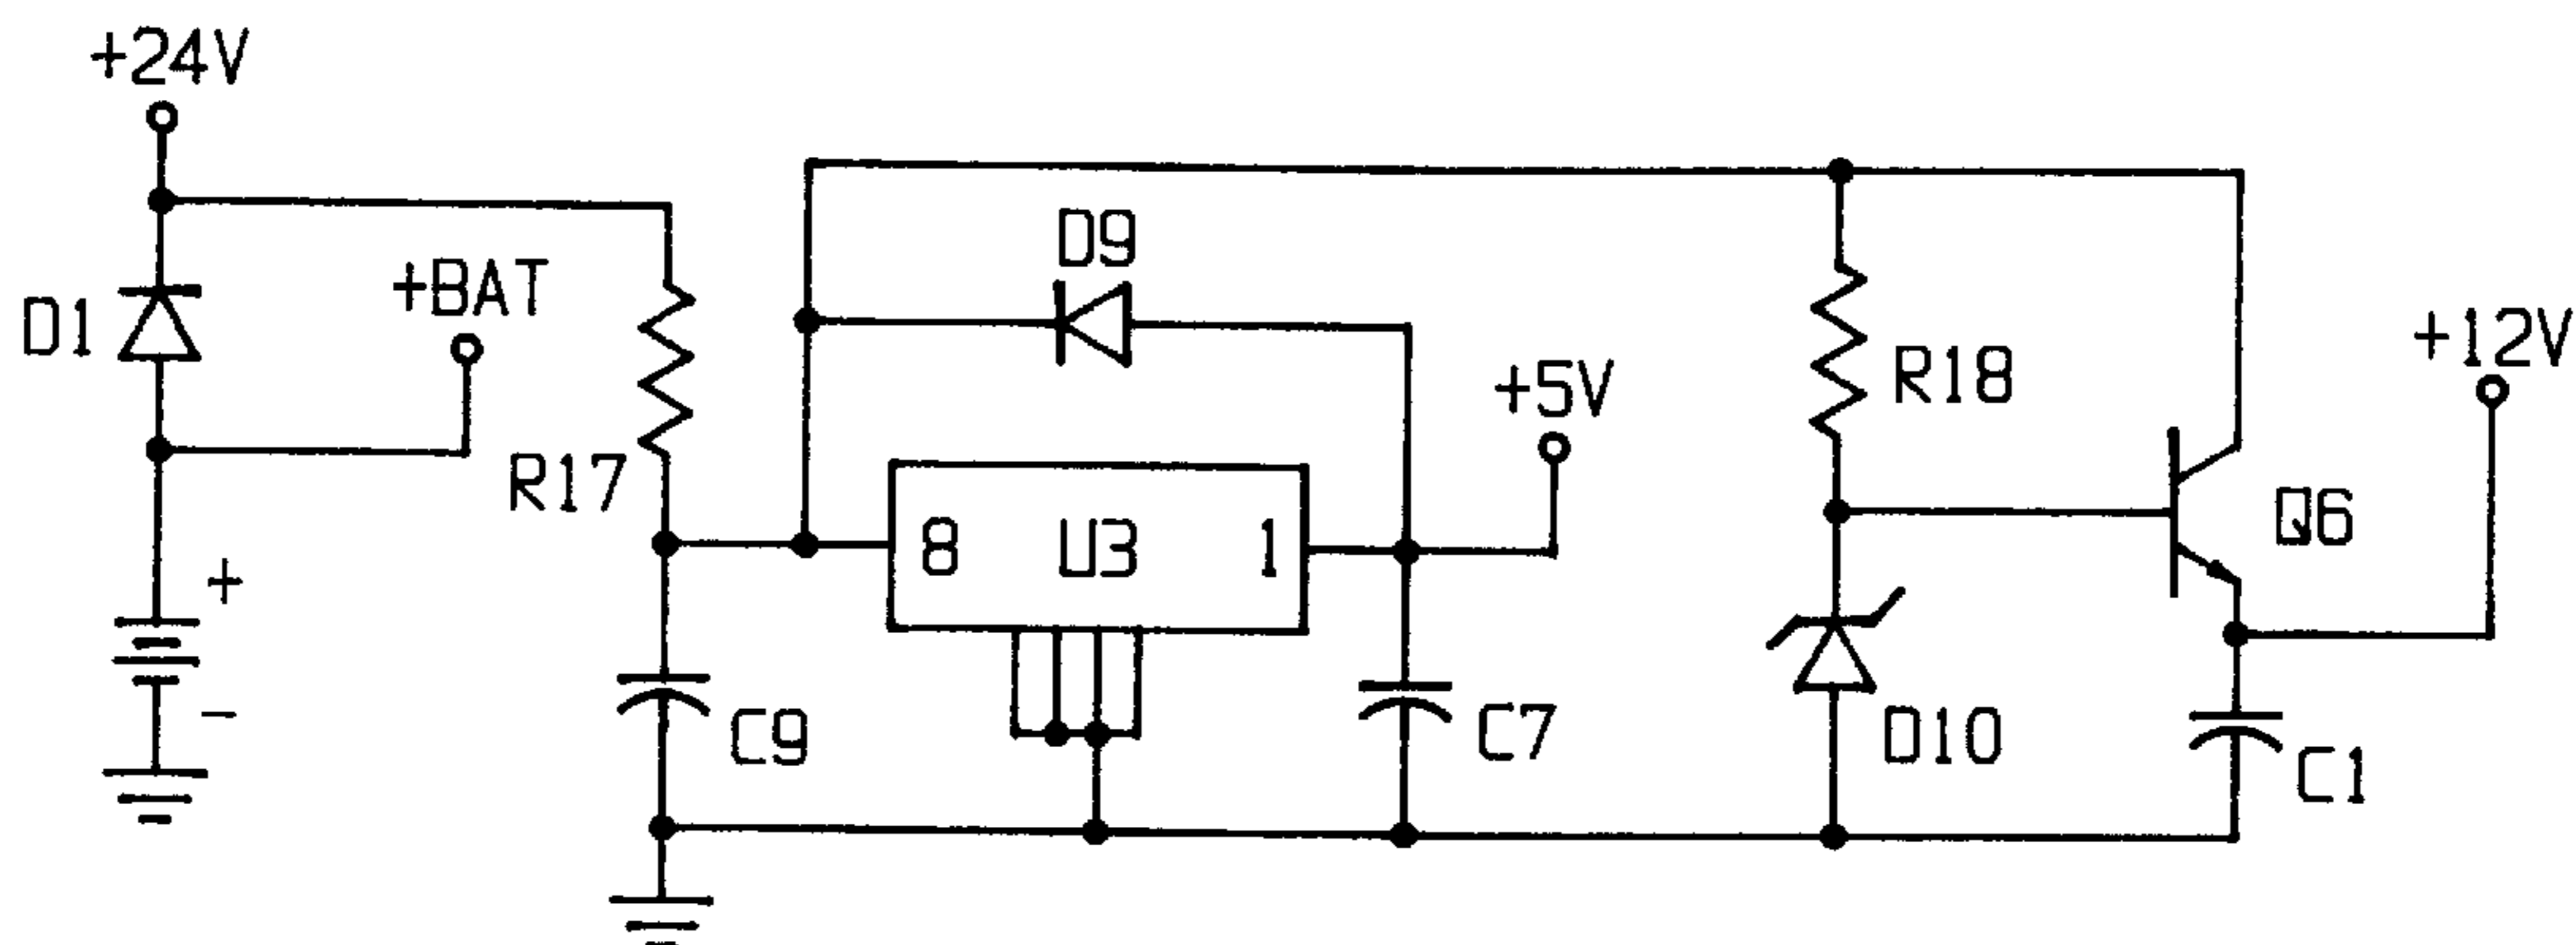 +24V
D1
+BAT
R17
+
-
C9
D9
8 U3 1
+5V
C7
R18
D10
Q6
+12V
C1